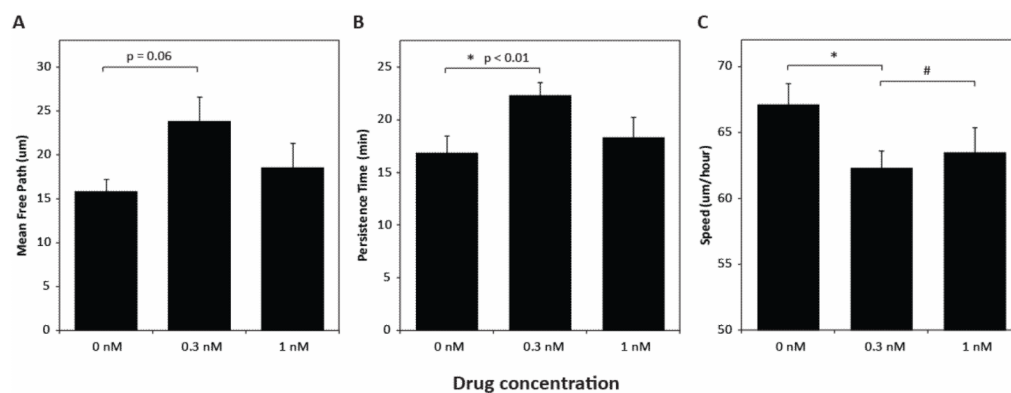 A
Mean Free Path (um)
30
25
20
15
10
5
0
p = 0.06
0 nM
0.3 nM
1 nM
B
Persistence Time (min)
25
20
15
10
5
0
* p < 0.01
0 nM
0.3 nM
1 nM
C
Speed (um/hour)
70
65
60
55
50
*
#
0 nM
0.3 nM
1 nM
Drug concentration